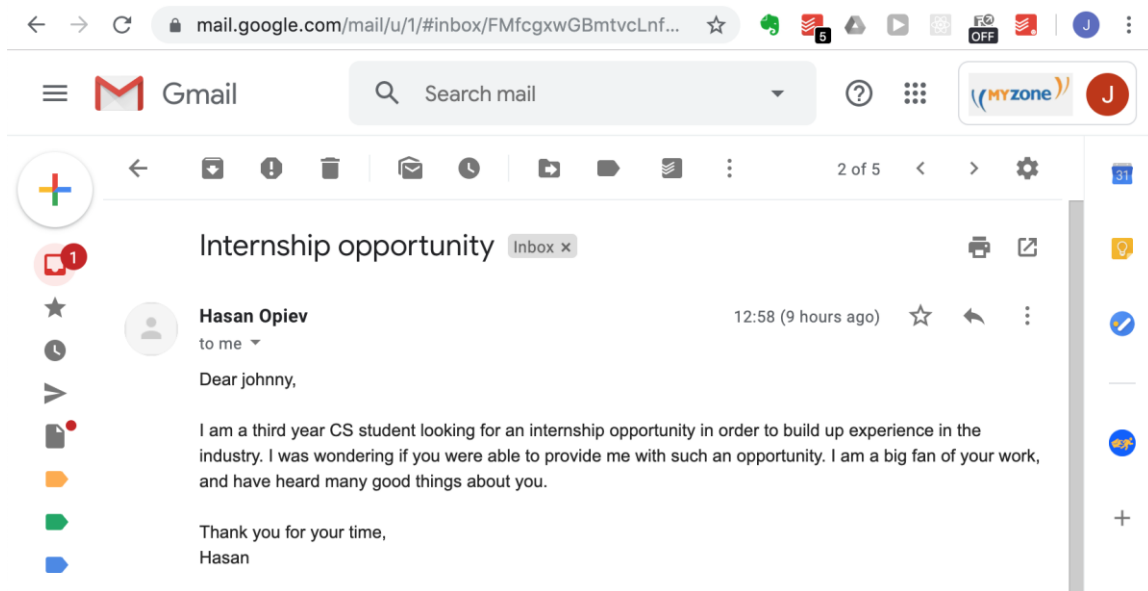 mail.google.com/mail/u/1/#inbox/FMfcgxwGBmtvcLnf...
5
OFF
J
Gmail
Search mail
MYZONE
J
2 of 5
31
Internship opportunity Inbox x
1
Hasan Opiev
12:58 (9 hours ago)
to me
Dear johnny,
I am a third year CS student looking for an internship opportunity in order to build up experience in the
industry. I was wondering if you were able to provide me with such an opportunity. I am a big fan of your work,
and have heard many good things about you.
Thank you for your time,
Hasan